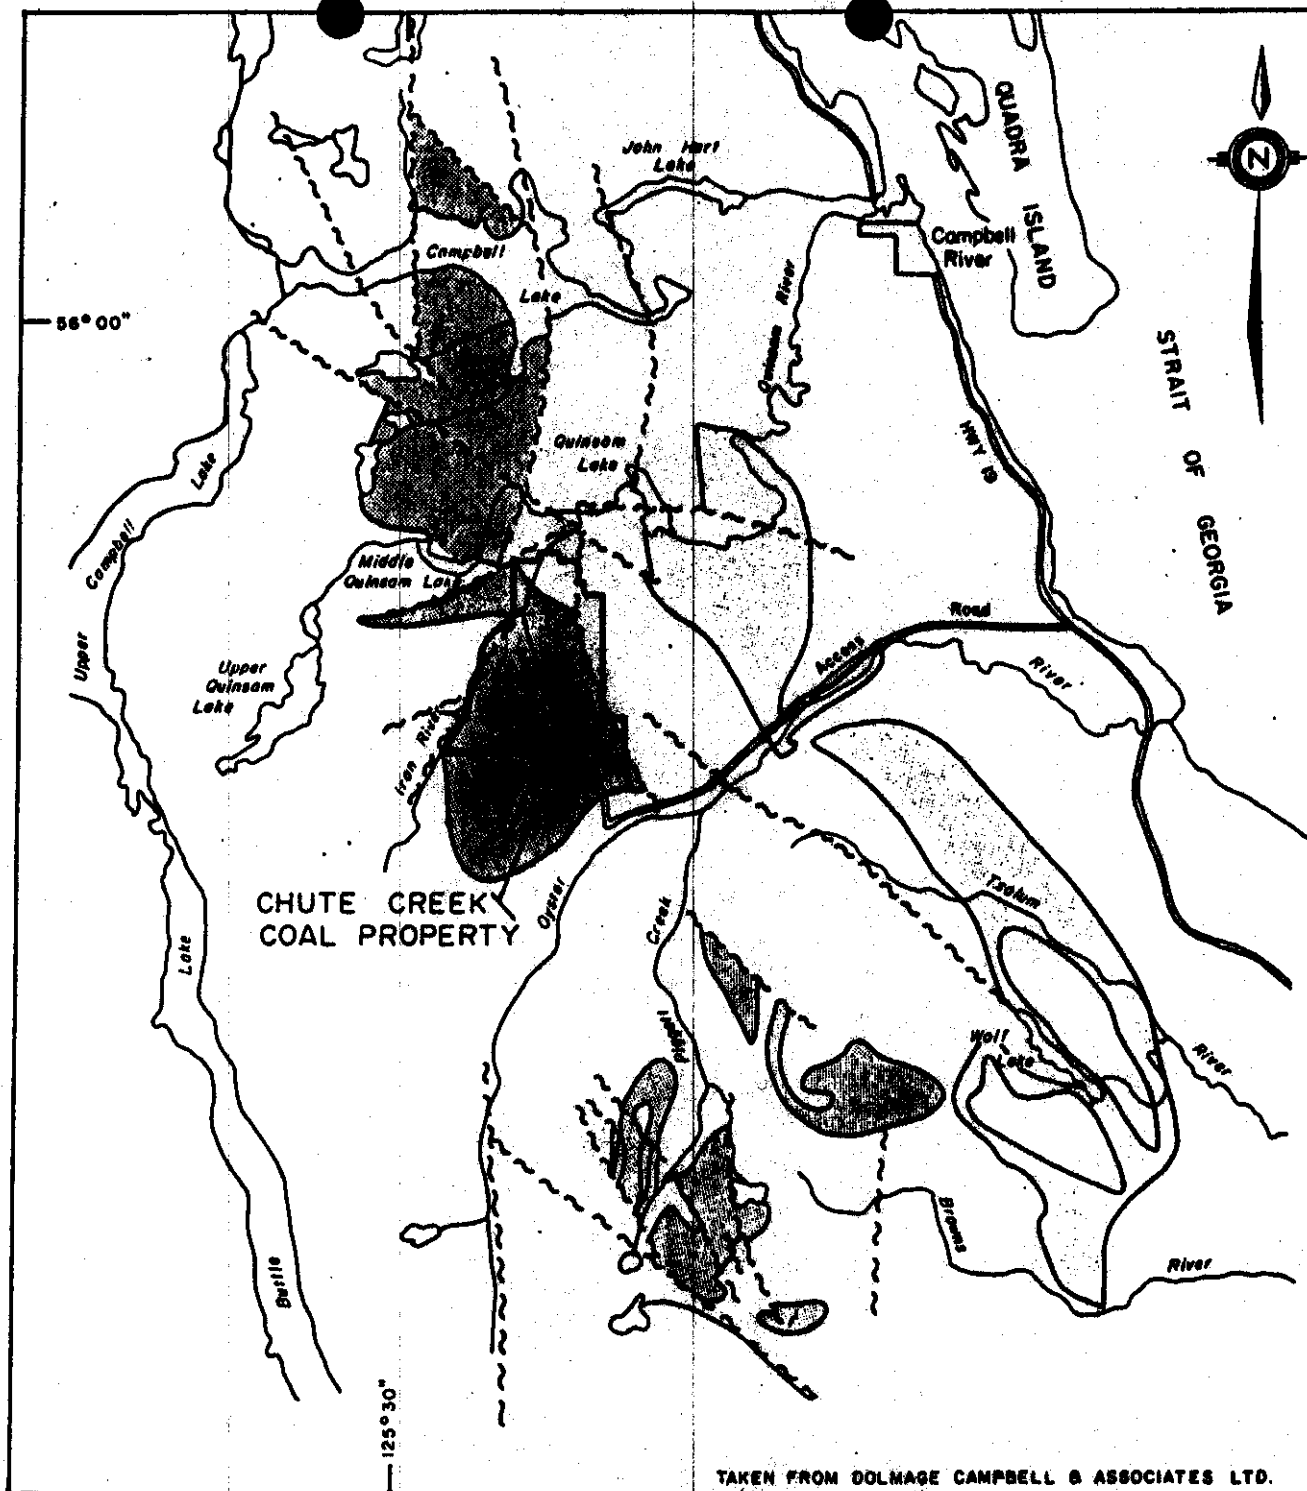 QUADRA
ISLAND
John Hart
Lake
N
Campbell
River
Campbell
Lake
Quinsam
River
56° 00"
STRAIT
OF
GEORGIA
HWY 19
Quinsam
Lake
Lake
Campbell
Upper
Middle
Quinsam Lake
Road
Access
River
Upper
Quinsam
Lake
Iron River
CHUTE CREEK
COAL PROPERTY
Oyster
Creek
Tsolum
Lake
Wolf
Lake
River
Browns
River
Buttle
125° 30"
TAKEN FROM DOLMAGE CAMPBELL & ASSOCIATES LTD.